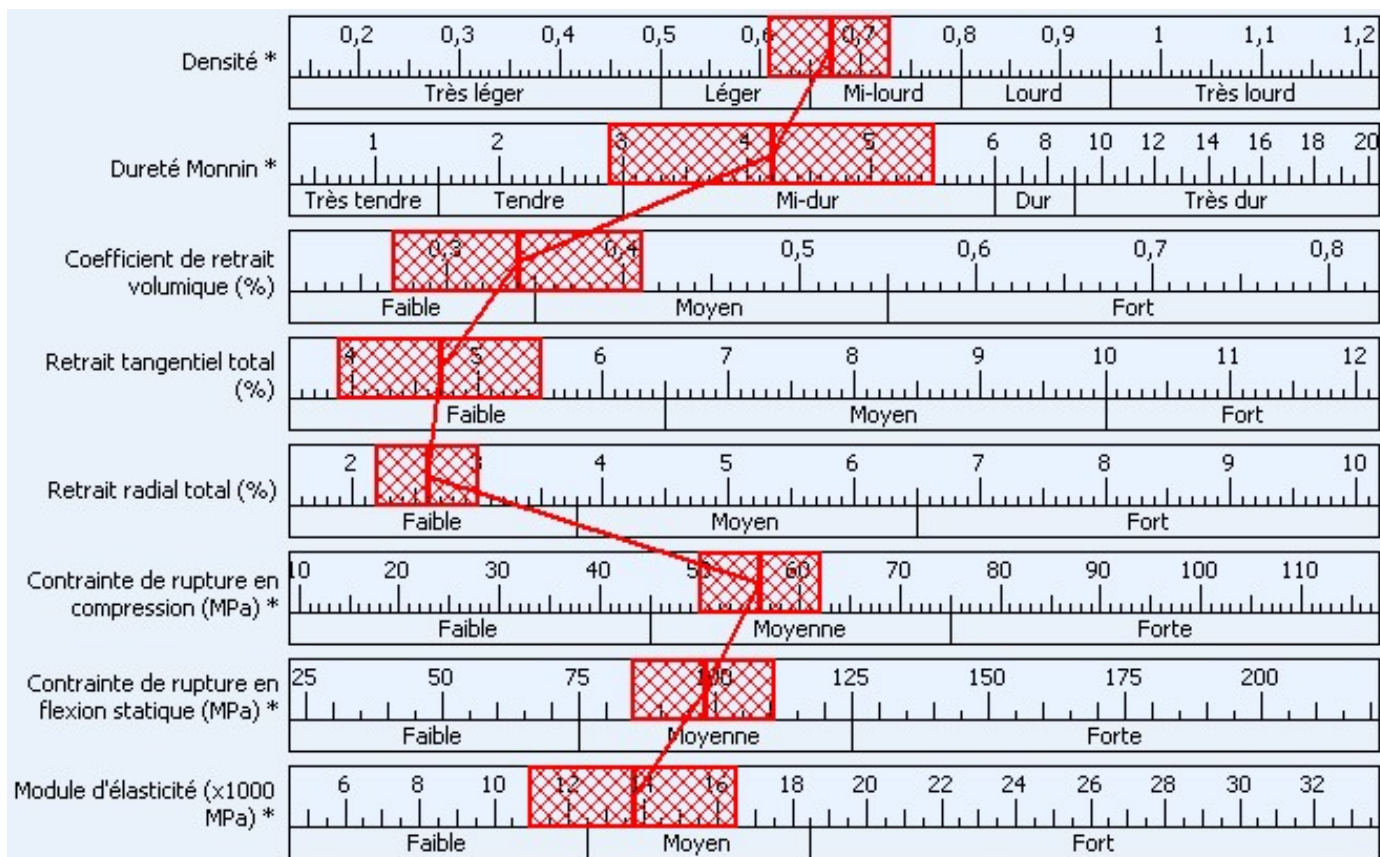 0,2 0,3 0,4 0,5 0,6 0,7 0,8 0,9 1 1,1 1,2
Densité *
Très léger Léger Mi-lourd Lourd Très lourd
1 2 3 4 5 6 8 10 12 14 16 18 20
Dureté Monnin *
Très tendre Tendre Mi-dur Dur Très dur
0,3 0,4 0,5 0,6 0,7 0,8
Coefficient de retrait
volumique (%)
Faible Moyen Fort
4 5 6 7 8 9 10 11 12
Retrait tangentiel total
(%)
Faible Moyen Fort
2 3 4 5 6 7 8 9 10
Retrait radial total (%)
Faible Moyen Fort
10 20 30 40 50 60 70 80 90 100 110
Contrainte de rupture en
compression (MPa) *
Faible Moyenne Forte
25 50 75 100 125 150 175 200
Contrainte de rupture en
flexion statique (MPa) *
Faible Moyenne Forte
6 8 10 12 14 16 18 20 22 24 26 28 30 32
Module d'élasticité (x1000
MPa) *
Faible Moyen Fort